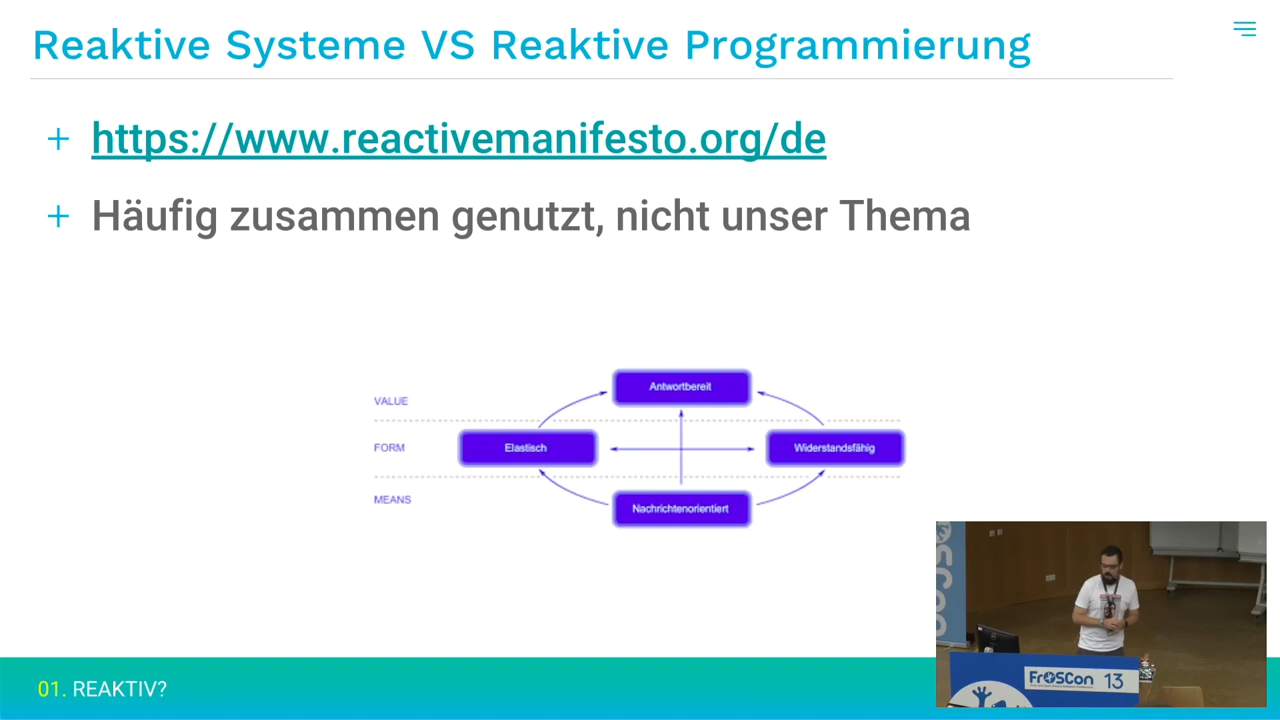 Reaktive Systeme VS Reaktive Programmierung
+ https://www.reactivemanifesto.org/de
+ Häufig zusammen genutzt, nicht unser Thema
Antwortbereit
VALUE
FORM
Elastisch
Widerstandsfähig
MEANS
Nachrichtenorientiert
01. REAKTIV?
FrOSCon 13